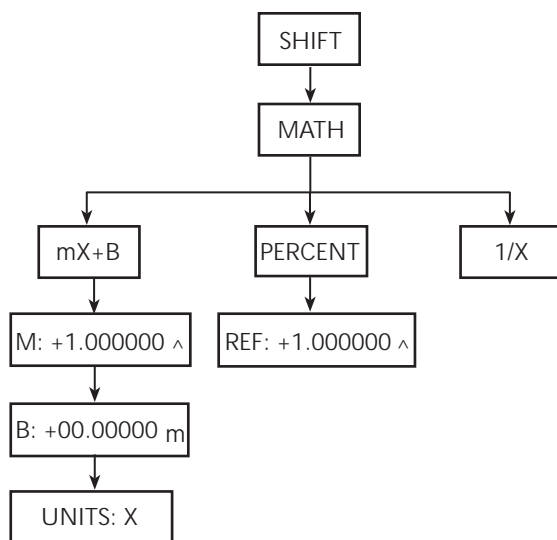 SHIFT
MATH
mX+B
PERCENT
1/X
M: +1.000000 ^
REF: +1.000000 ^
B: +00.00000 m
UNITS: X